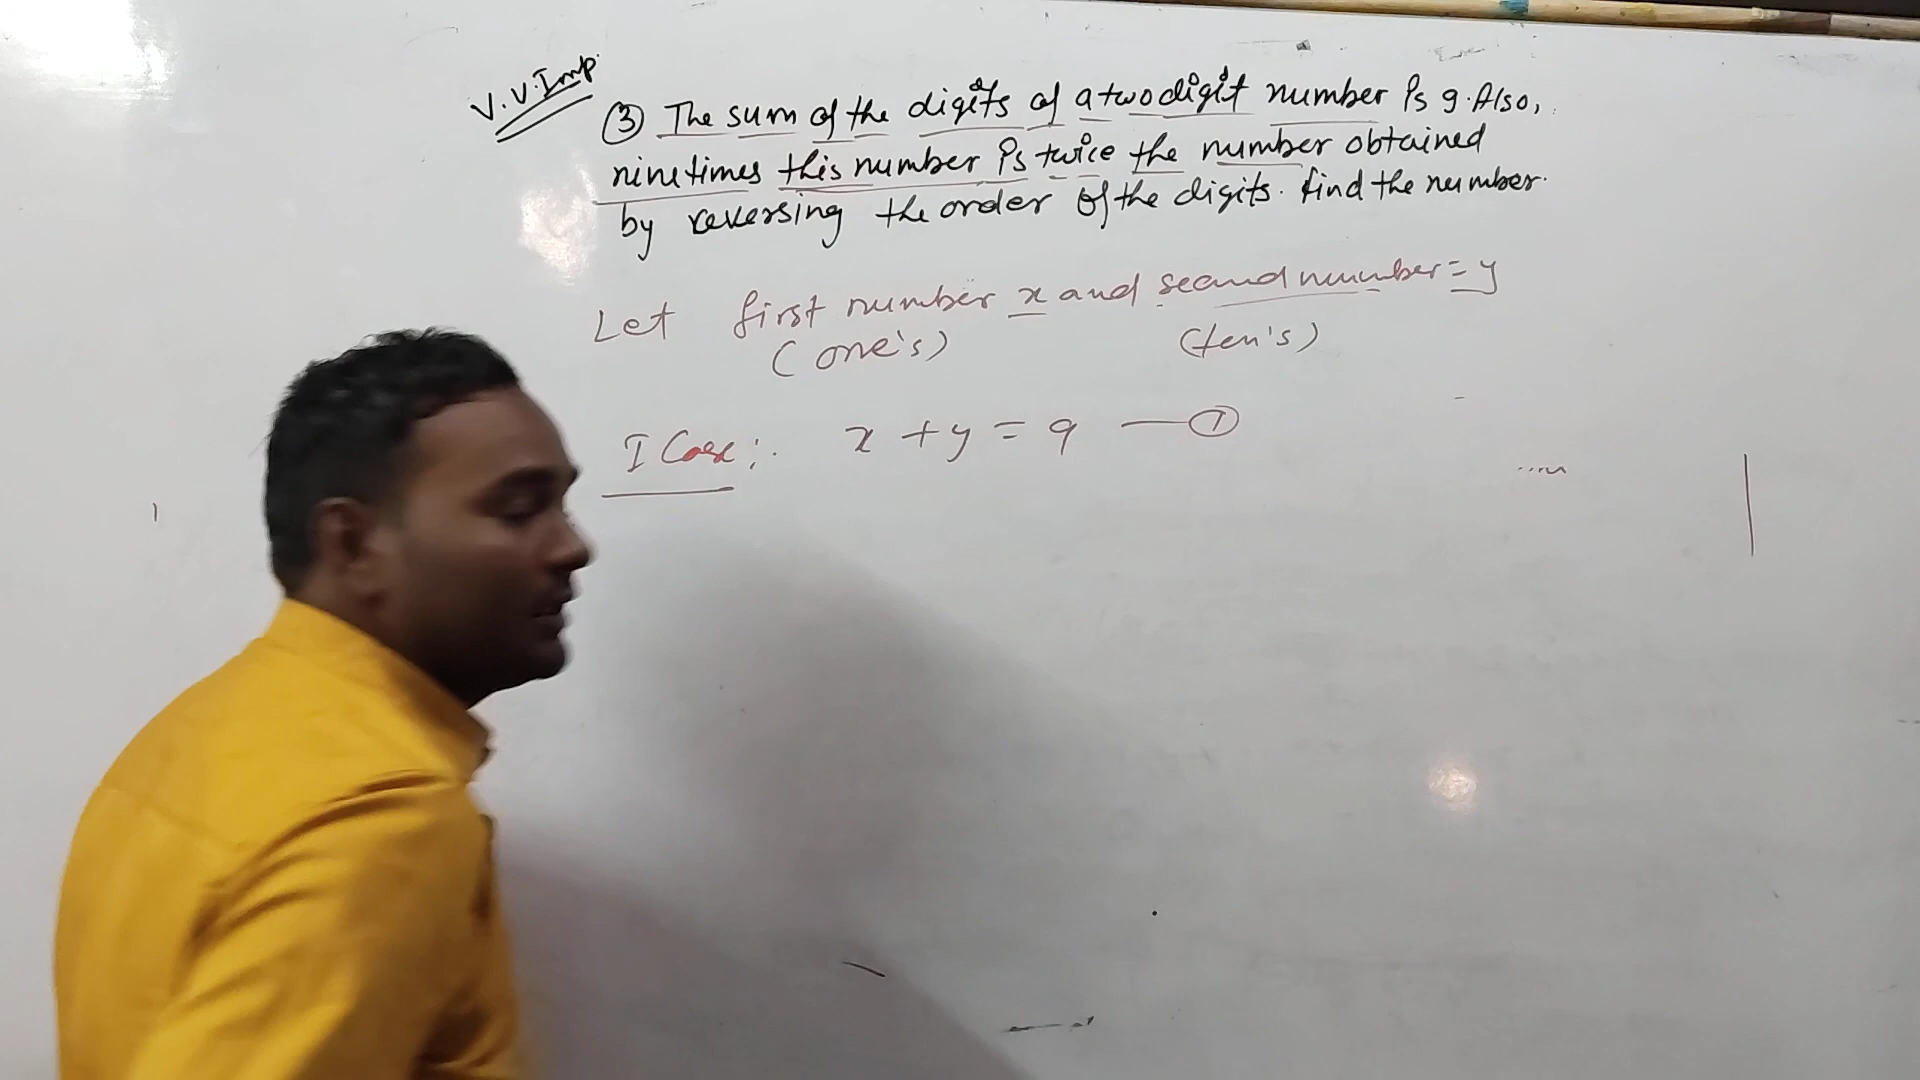 V.V.Imp.
③ The sum of the digits of a two digit number is 9. Also,
nine times this number is twice the number obtained
by reversing the order of the digits. find the number.
Let first number x and second number = y
(one's) (ten's)
I Case:. x + y = 9 — ①